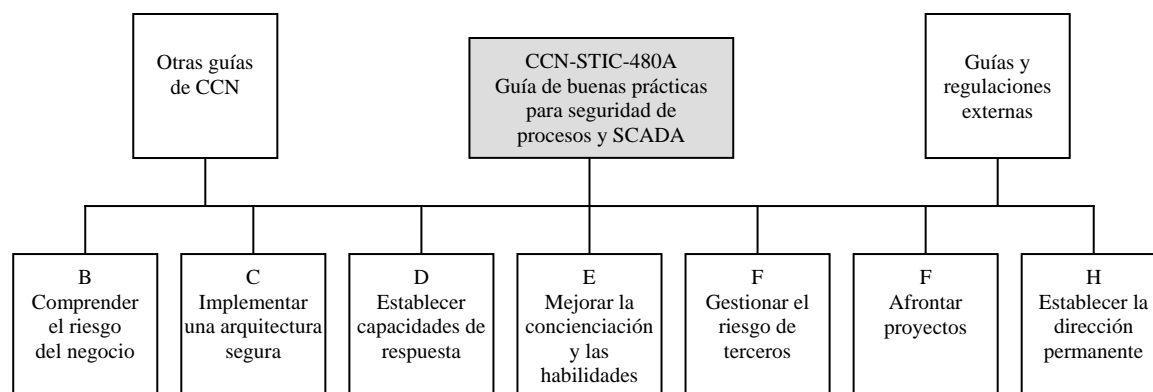 Otras guías
de CCN
CCN-STIC-480A
Guía de buenas prácticas
para seguridad de
procesos y SCADA
Guías y
regulaciones
externas
B
Comprender
el riesgo
del negocio
C
Implementar
una arquitectura
segura
D
Establecer
capacidades de
respuesta
E
Mejorar la
concienciación
y las
habilidades
F
Gestionar el
riesgo de
terceros
F
Afrontar
proyectos
H
Establecer la
dirección
permanente